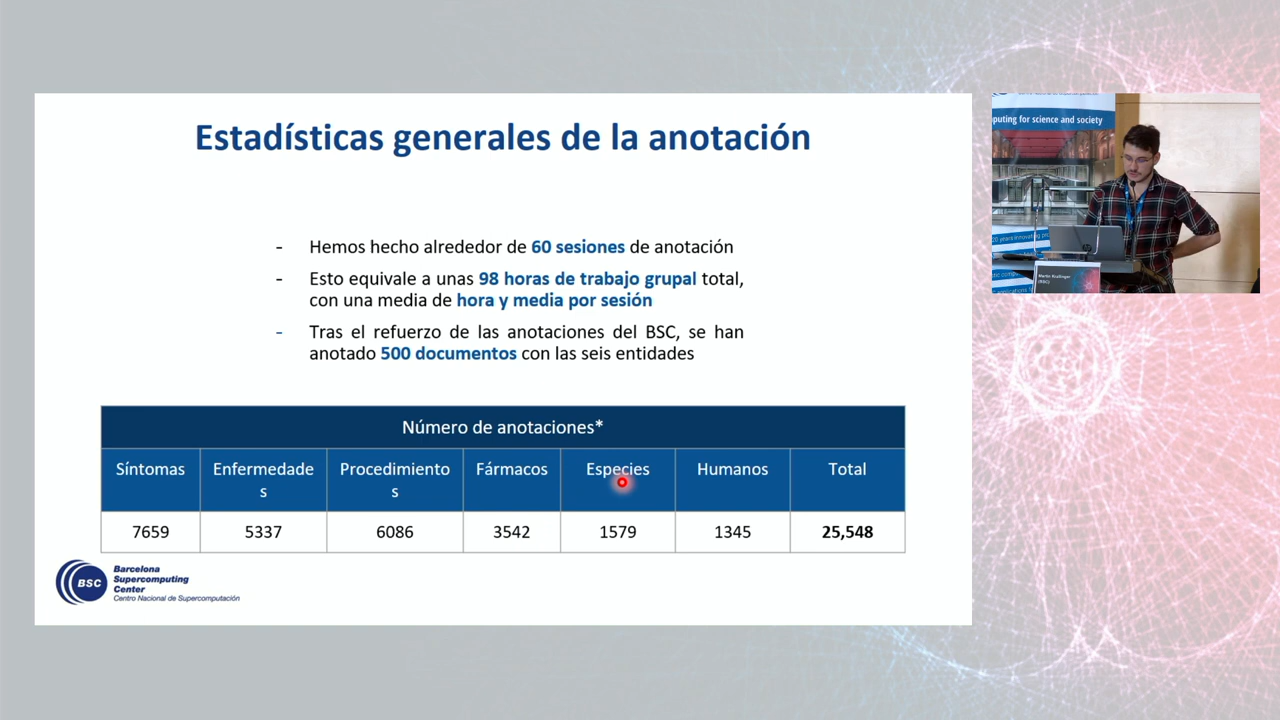 Estadísticas generales de la anotación
- Hemos hecho alrededor de 60 sesiones de anotación
- Esto equivale a unas 98 horas de trabajo grupal total,
con una media de hora y media por sesión
- Tras el refuerzo de las anotaciones del BSC, se han
anotado 500 documentos con las seis entidades
Número de anotaciones*
Síntomas Enfermedade
s Procedimiento
s Fármacos Especies Humanos Total
7659 5337 6086 3542 1579 1345 25,548
BSC
Barcelona
Supercomputing
Center
Centro Nacional de Supercomputación
puting for science and society
20 years innovating
(BSC)